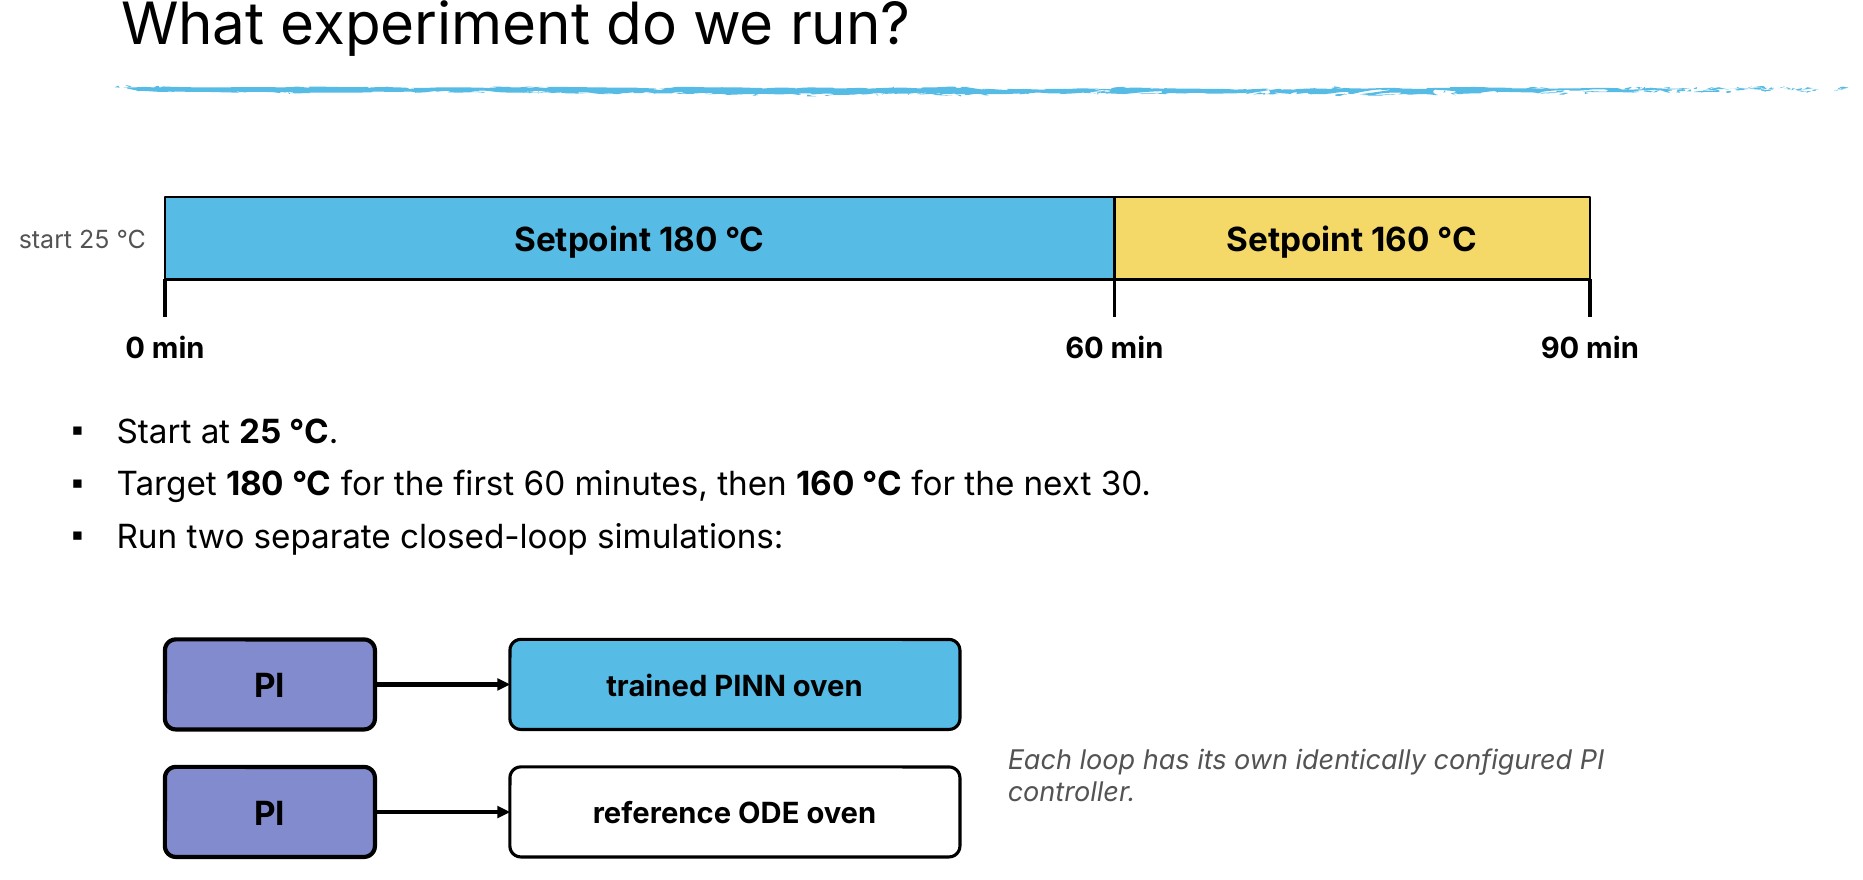 What experiment do we run?
start 25 °C
Setpoint 180 °C
Setpoint 160 °C
0 min
60 min
90 min
▪ Start at 25 °C.
▪ Target 180 °C for the first 60 minutes, then 160 °C for the next 30.
▪ Run two separate closed-loop simulations:
PI
trained PINN oven
PI
reference ODE oven
Each loop has its own identically configured PI
controller.